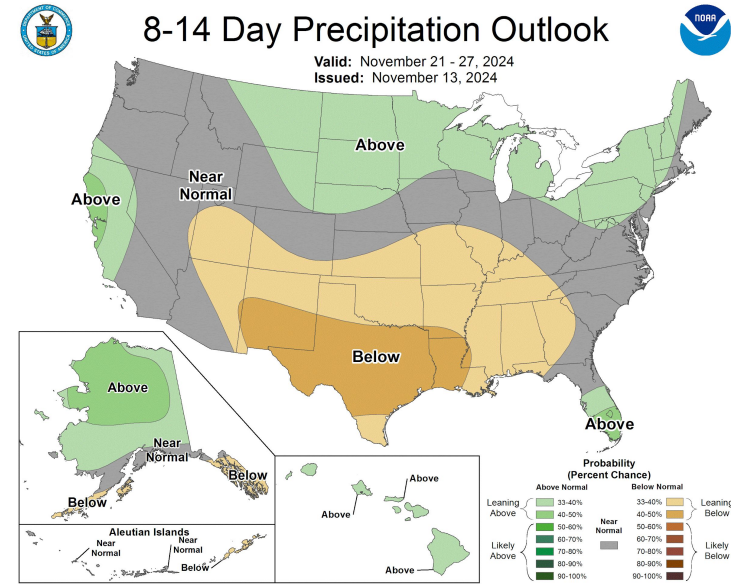 8-14 Day Precipitation Outlook
NOAA
Valid: November 21 - 27, 2024
Issued: November 13, 2024
Above
Near
Normal
Above
Below
Above
Above
Near
Normal
Below
Below
Aleutian Islands
Near
Normal
Near
Normal
Below
Above
Above
Above
Probability
(Percent Chance)
Above Normal
Below Normal
Leaning
Above
33-40%
40-50%
Likely
Above
50-60%
60-70%
70-80%
80-90%
90-100%
Near
Normal
33-40%
40-50%
Leaning
Below
50-60%
60-70%
70-80%
80-90%
90-100%
Likely
Below